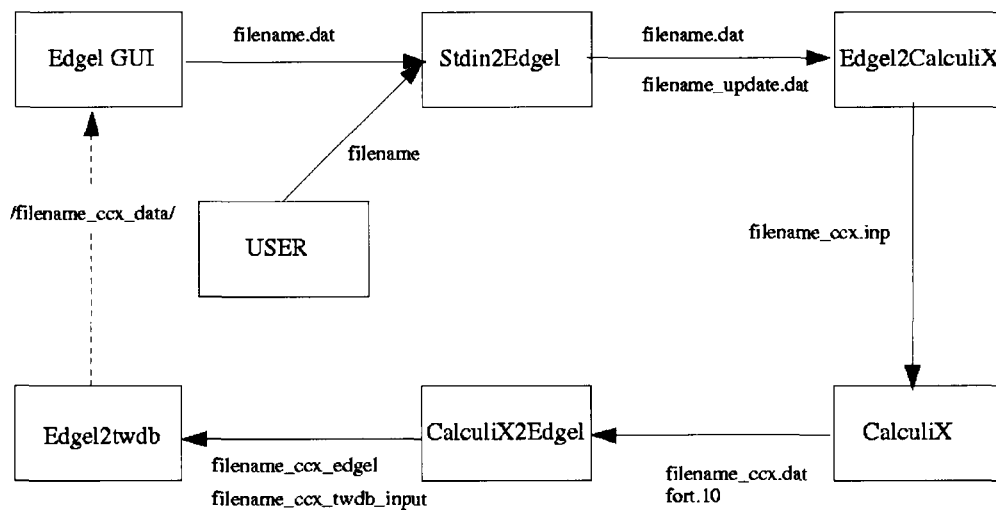 filename.dat
filename.dat
Edgel GUI
Stdin2Edgel
Edgel2CalculiX
filename_update.dat
filename
/filename_ccx_data/
USER
filename_ccx.inp
Edgel2twdb
CalculiX2Edgel
CalculiX
filename_ccx_edgel
filename_ccx.dat
fort.10
filename_ccx_twdb_input